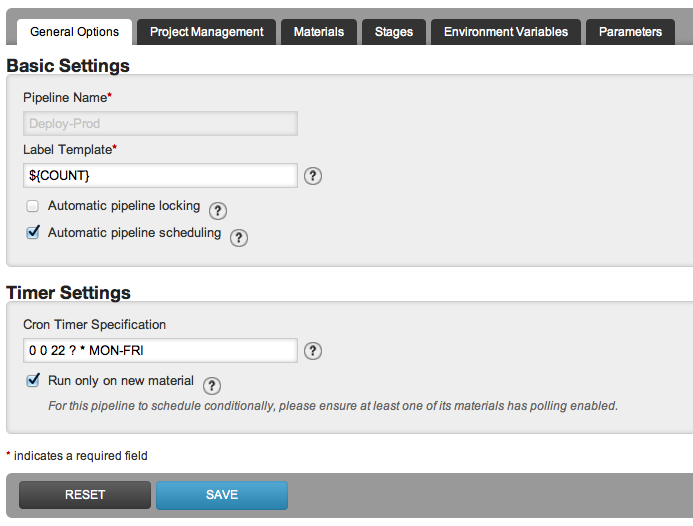 General Options Project Management Materials Stages Environment Variables Parameters
Basic Settings
Pipeline Name*
Deploy-Prod
Label Template*
${COUNT} ?
Automatic pipeline locking ?
Automatic pipeline scheduling ?
Timer Settings
Cron Timer Specification
0 0 22 ? * MON-FRI ?
Run only on new material ?
For this pipeline to schedule conditionally, please ensure at least one of its materials has polling enabled.
* indicates a required field
RESET SAVE